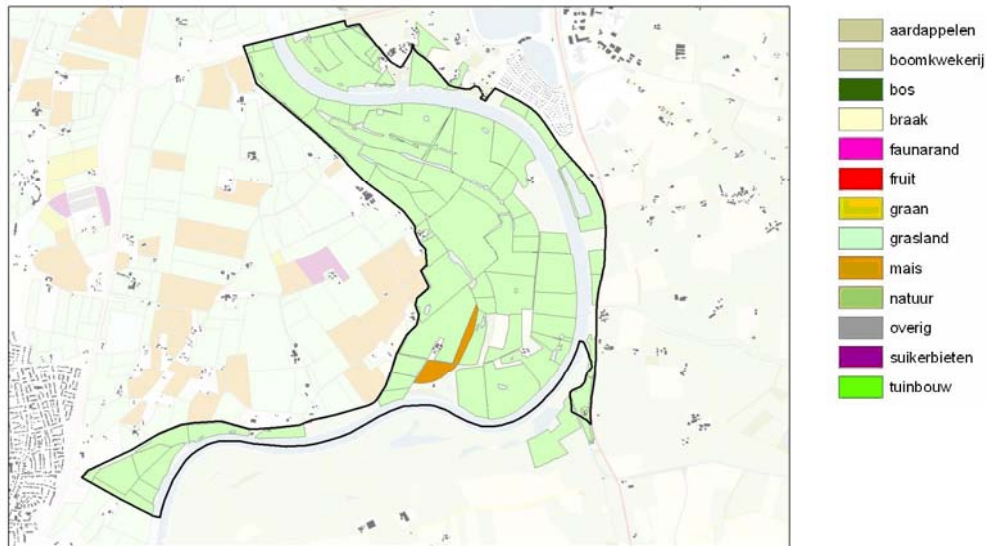 aardappelen
boomkwekerij
bos
braak
faunarand
fruit
graan
grasland
mais
natuur
overig
suikerbieten
tuinbouw